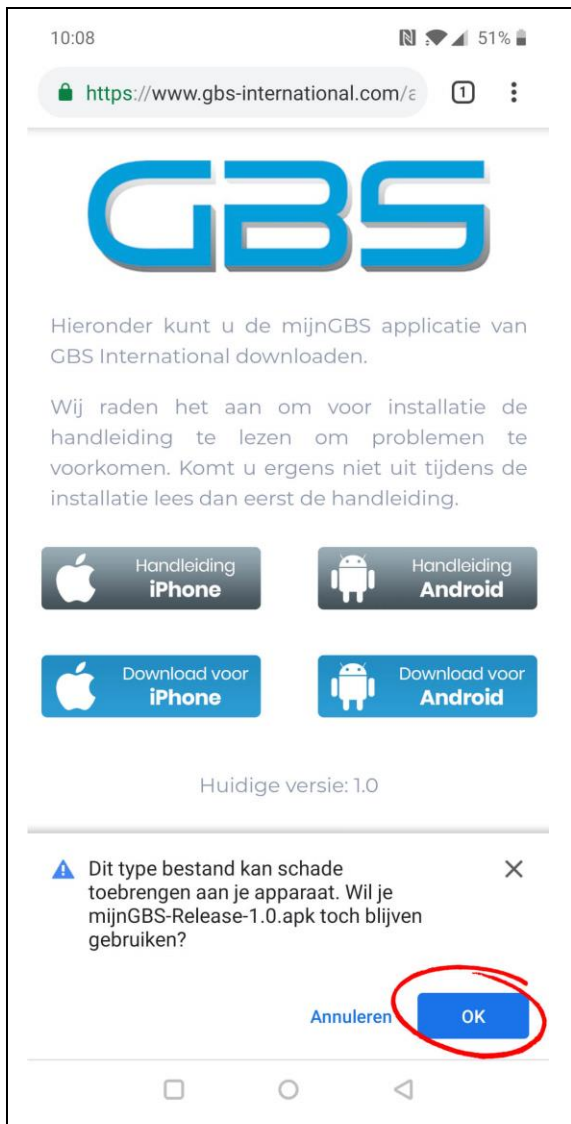 10:08
51%
https://www.gbs-international.com/a
1
GBS
Hieronder kunt u de mijnGBS applicatie van
GBS International downloaden.
Wij raden het aan om voor installatie de
handleiding te lezen om problemen te
voorkomen. Komt u ergens niet uit tijdens de
installatie lees dan eerst de handleiding.
Handleiding
iPhone
Handleiding
Android
Download voor
iPhone
Download voor
Android
Huidige versie: 1.0
Dit type bestand kan schade
toebrengen aan je apparaat. Wil je
mijnGBS-Release-1.0.apk toch blijven
gebruiken?
Annuleren
OK